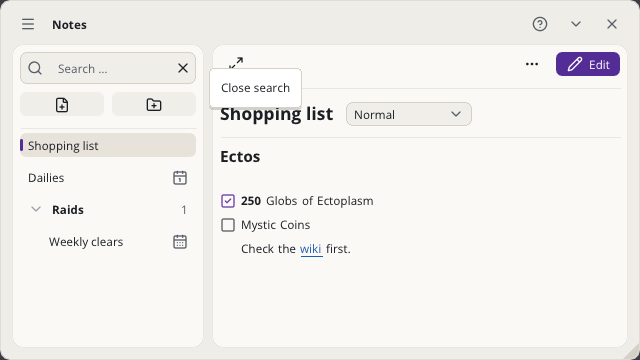 Notes
Search ...
Close search
Edit
Shopping list
Dailies
Raids 1
Weekly clears
Shopping list Normal
Ectos
250 Globs of Ectoplasm
Mystic Coins
Check the wiki first.